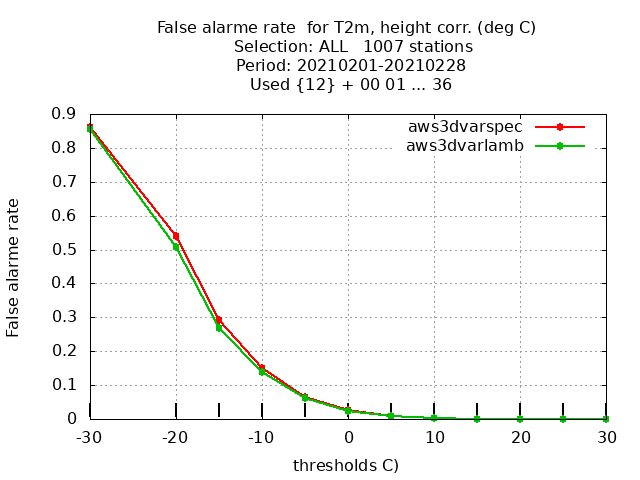 False alarme rate  for T2m, height corr. (deg C)
Selection: ALL   1007 stations
Period: 20210201-20210228
Used {12} + 00 01 ... 36
aws3dvarspec
aws3dvarlamb
False alarme rate
0.9
0.8
0.7
0.6
0.5
0.4
0.3
0.2
0.1
0
-30
-20
-10
0
10
20
30
thresholds C)